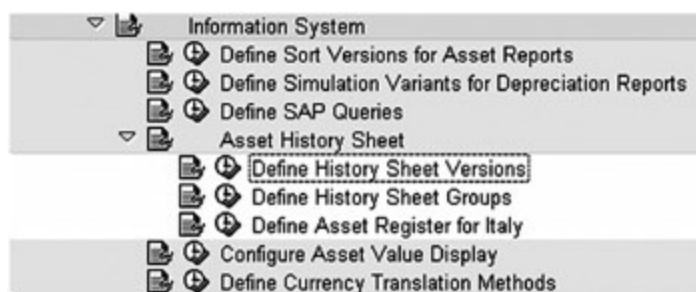 Information System
Define Sort Versions for Asset Reports
Define Simulation Variants for Depreciation Reports
Define SAP Queries
Asset History Sheet
Define History Sheet Versions
Define History Sheet Groups
Define Asset Register for Italy
Configure Asset Value Display
Define Currency Translation Methods